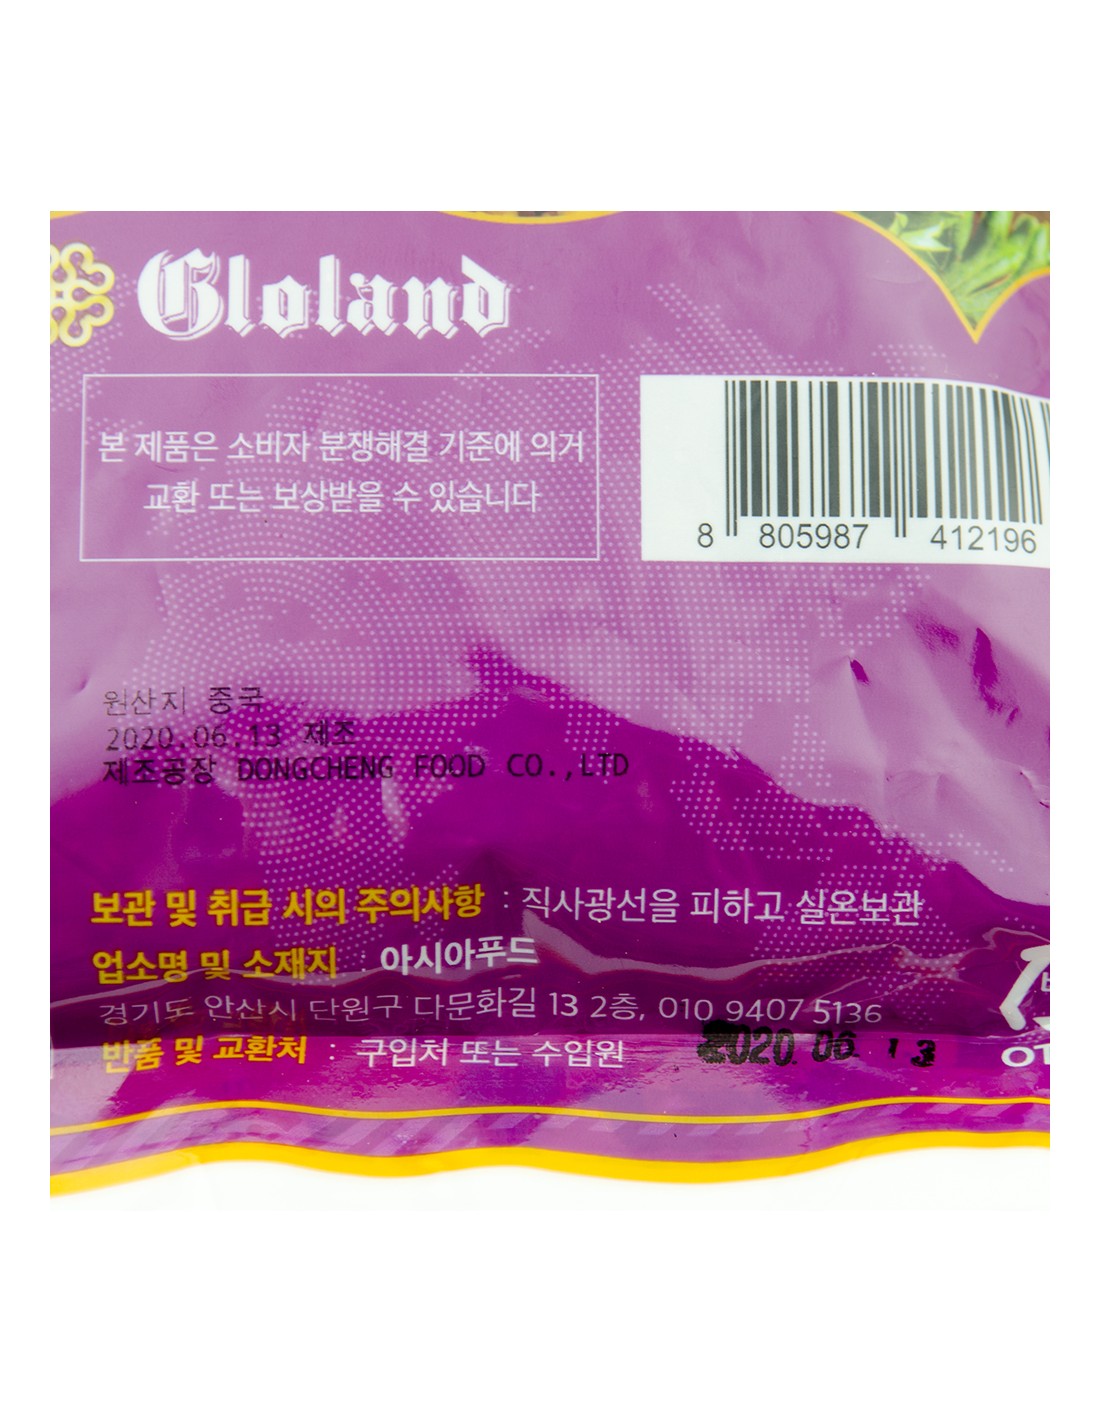 Gloland
본 제품은 소비자 분쟁해결 기준에 의거
교환 또는 보상받을 수 있습니다
8 805987 412196
원산지 중국
2020.06.13 제조
제조공장 DONGCHENG FOOD CO.,LTD
보관 및 취급 시의 주의사항 : 직사광선을 피하고 실온보관
업소명 및 소재지 : 아시아푸드
경기도 안산시 단원구 다문화길 13 2층, 010 9407 5136
반품 및 교환처 : 구입처 또는 수입원
2020 06 13